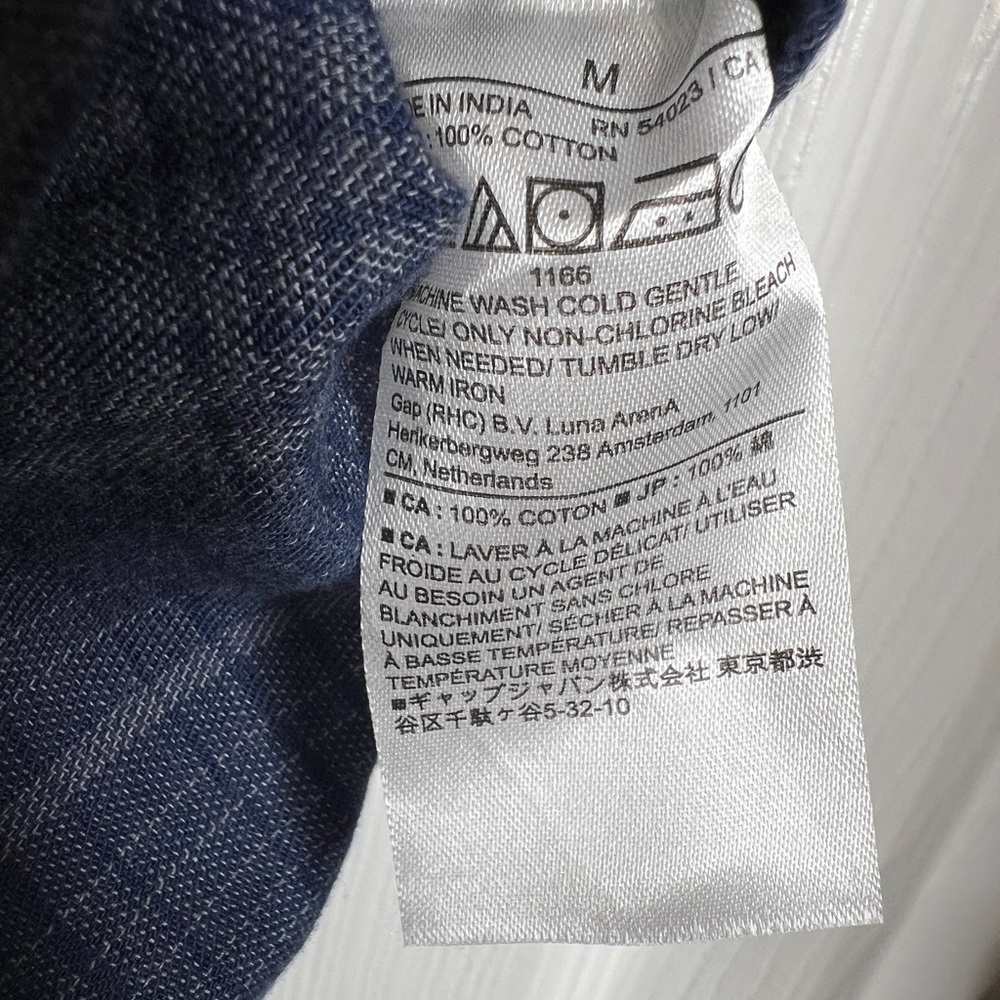 M
E IN INDIA RN 54023 / CA
: 100% COTTON
1166
MACHINE WASH COLD GENTLE
CYCLE/ ONLY NON-CHLORINE BLEACH
WHEN NEEDED/ TUMBLE DRY LOW/
WARM IRON
Gap (RHC) B.V. Luna ArenA
Herikerbergweg 238 Amsterdam, 1101
CM, Netherlands
■ CA : 100% COTON ■ JP : 100% 綿
■ CA : LAVER À LA MACHINE À L'EAU
FROIDE AU CYCLE DÉLICAT/ UTILISER
AU BESOIN UN AGENT DE
BLANCHIMENT SANS CHLORE
UNIQUEMENT/ SÉCHER À LA MACHINE
À BASSE TEMPÉRATURE/ REPASSER À
TEMPÉRATURE MOYENNE
■ギャップジャパン株式会社 東京都渋
谷区千駄ヶ谷5-32-10